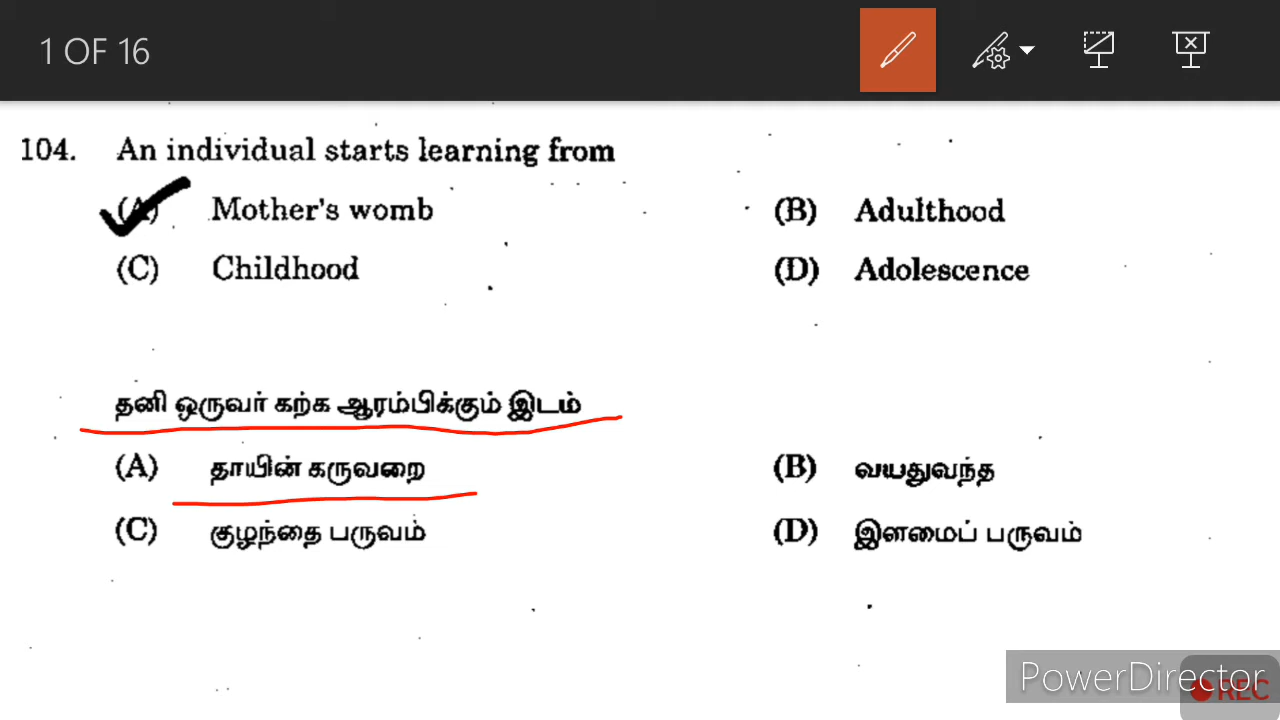 1 OF 16
104. An individual starts learning from
(A) Mother's womb (B) Adulthood
(C) Childhood (D) Adolescence
தனி ஒருவர் கற்க ஆரம்பிக்கும் இடம்
(A) தாயின் கருவறை (B) வயதுவந்த
(C) குழந்தை பருவம் (D) இளமைப் பருவம்
PowerDirector
REC